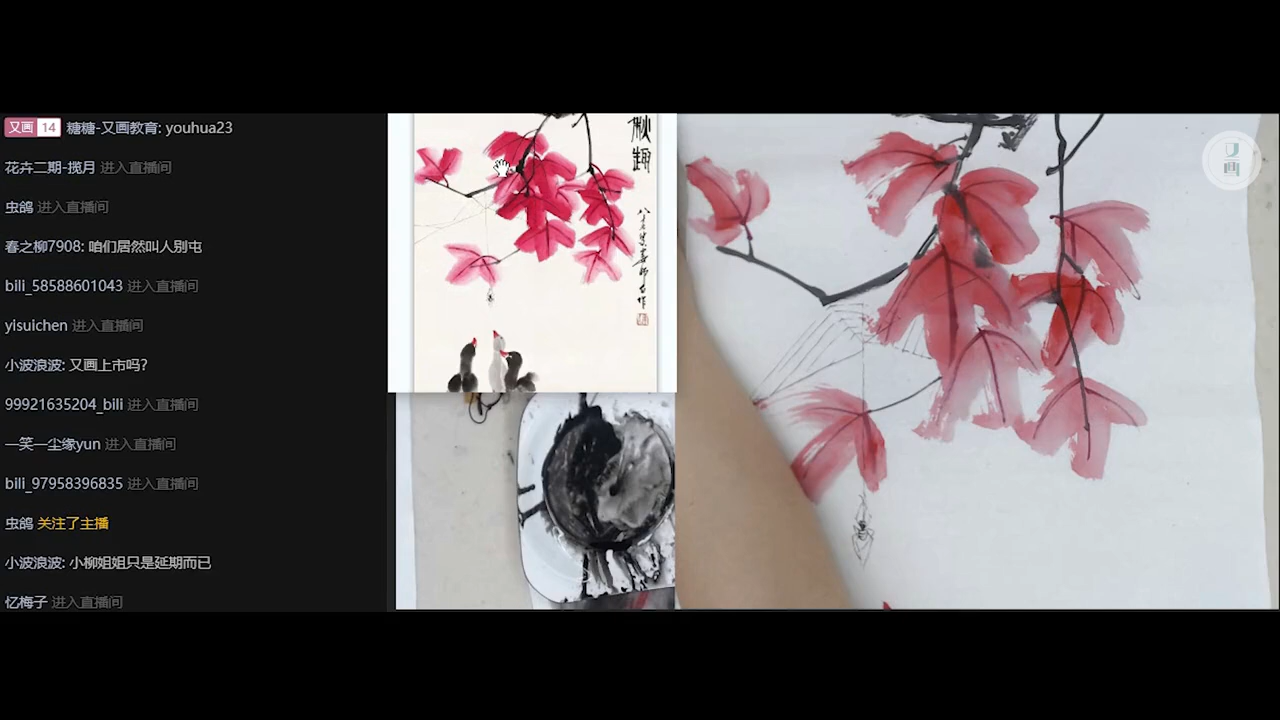 又画 14 糖糖-又画教育: youhua23
花卉二期-揽月 进入直播间
虫鸽 进入直播间
春之柳7908: 咱们居然叫人别屯
bili_58588601043 进入直播间
yisuichen 进入直播间
小波浪波: 又画上市吗?
99921635204_bili 进入直播间
一笑一尘缘yun 进入直播间
bili_97958396835 进入直播间
虫鸽 关注了主播
小波浪波: 小柳姐姐只是延期而已
忆梅子 进入直播间
秋趣
又画